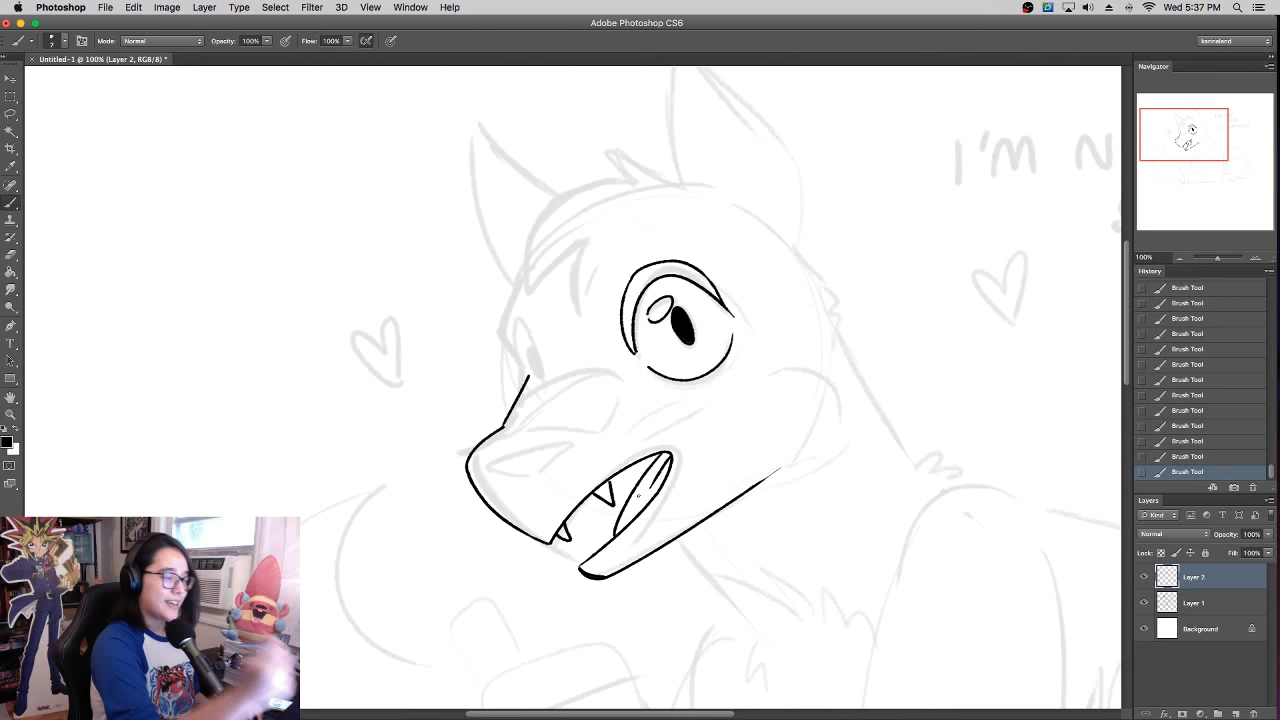 Photoshop File Edit Image Layer Type Select Filter 3D View Window Help Wed 5:37 PM
Adobe Photoshop CS6
7 Mode: Normal Opacity: 100% Flow: 100% karinaland
Untitled-1 @ 100% (Layer 2, RGB/8) *
Navigator
I'M N
100%
History
Brush Tool
Brush Tool
Brush Tool
Brush Tool
Brush Tool
Brush Tool
Brush Tool
Brush Tool
Brush Tool
Brush Tool
Brush Tool
Brush Tool
Brush Tool
Layers
Kind
Normal Opacity: 100%
Lock: Fill: 100%
Layer 2
Layer 1
Background